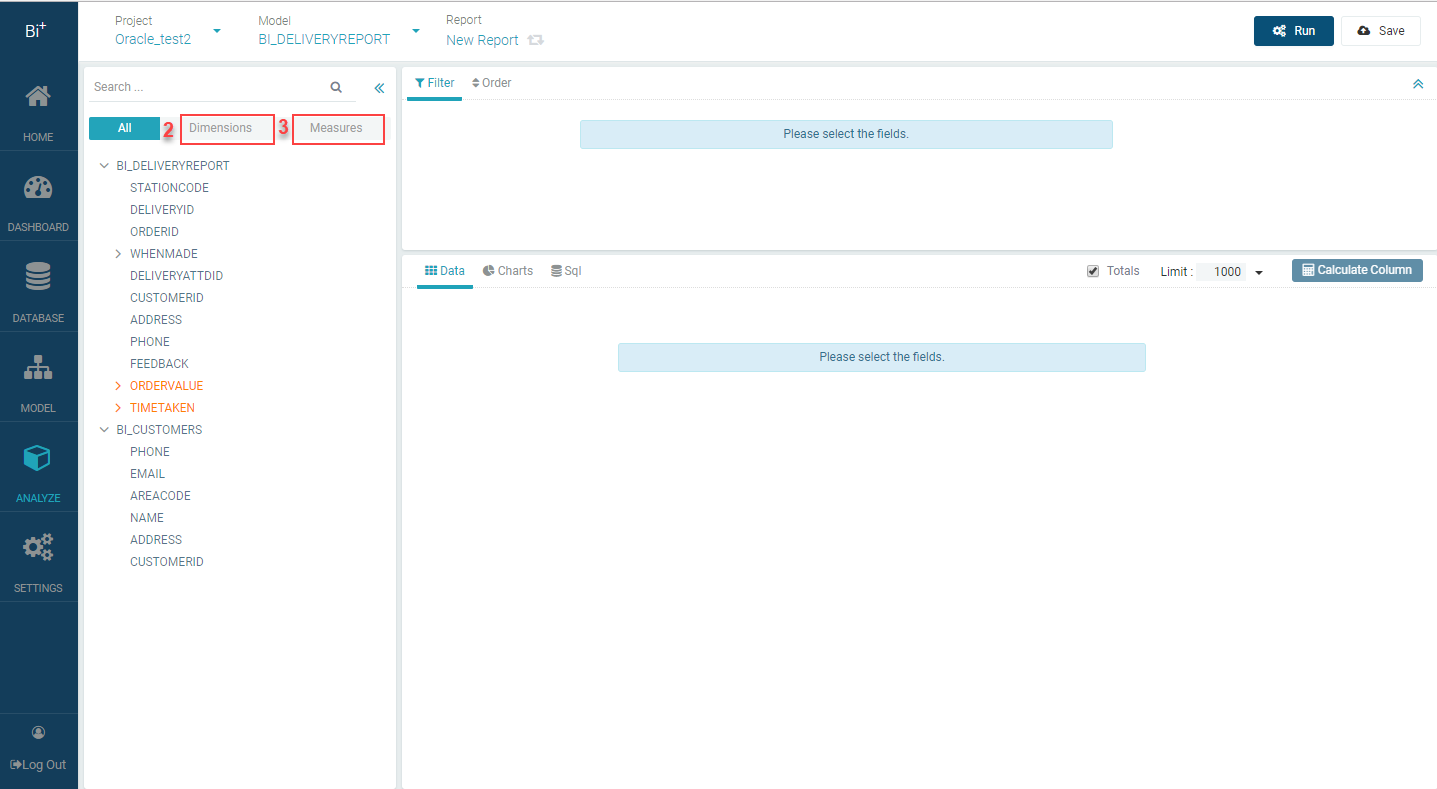 Bi+
HOME
DASHBOARD
DATABASE
MODEL
ANALYZE
SETTINGS
Log Out
Project
Oracle_test2
Model
BI_DELIVERYREPORT
Report
New Report
Run
Save
Search ...
All
2
Dimensions
3
Measures
BI_DELIVERYREPORT
STATIONCODE
DELIVERYID
ORDERID
WHENMADE
DELIVERYATTDID
CUSTOMERID
ADDRESS
PHONE
FEEDBACK
ORDERVALUE
TIMETAKEN
BI_CUSTOMERS
PHONE
EMAIL
AREACODE
NAME
ADDRESS
CUSTOMERID
Filter
Order
Please select the fields.
Data
Charts
Sql
Totals
Limit :
1000
Calculate Column
Please select the fields.